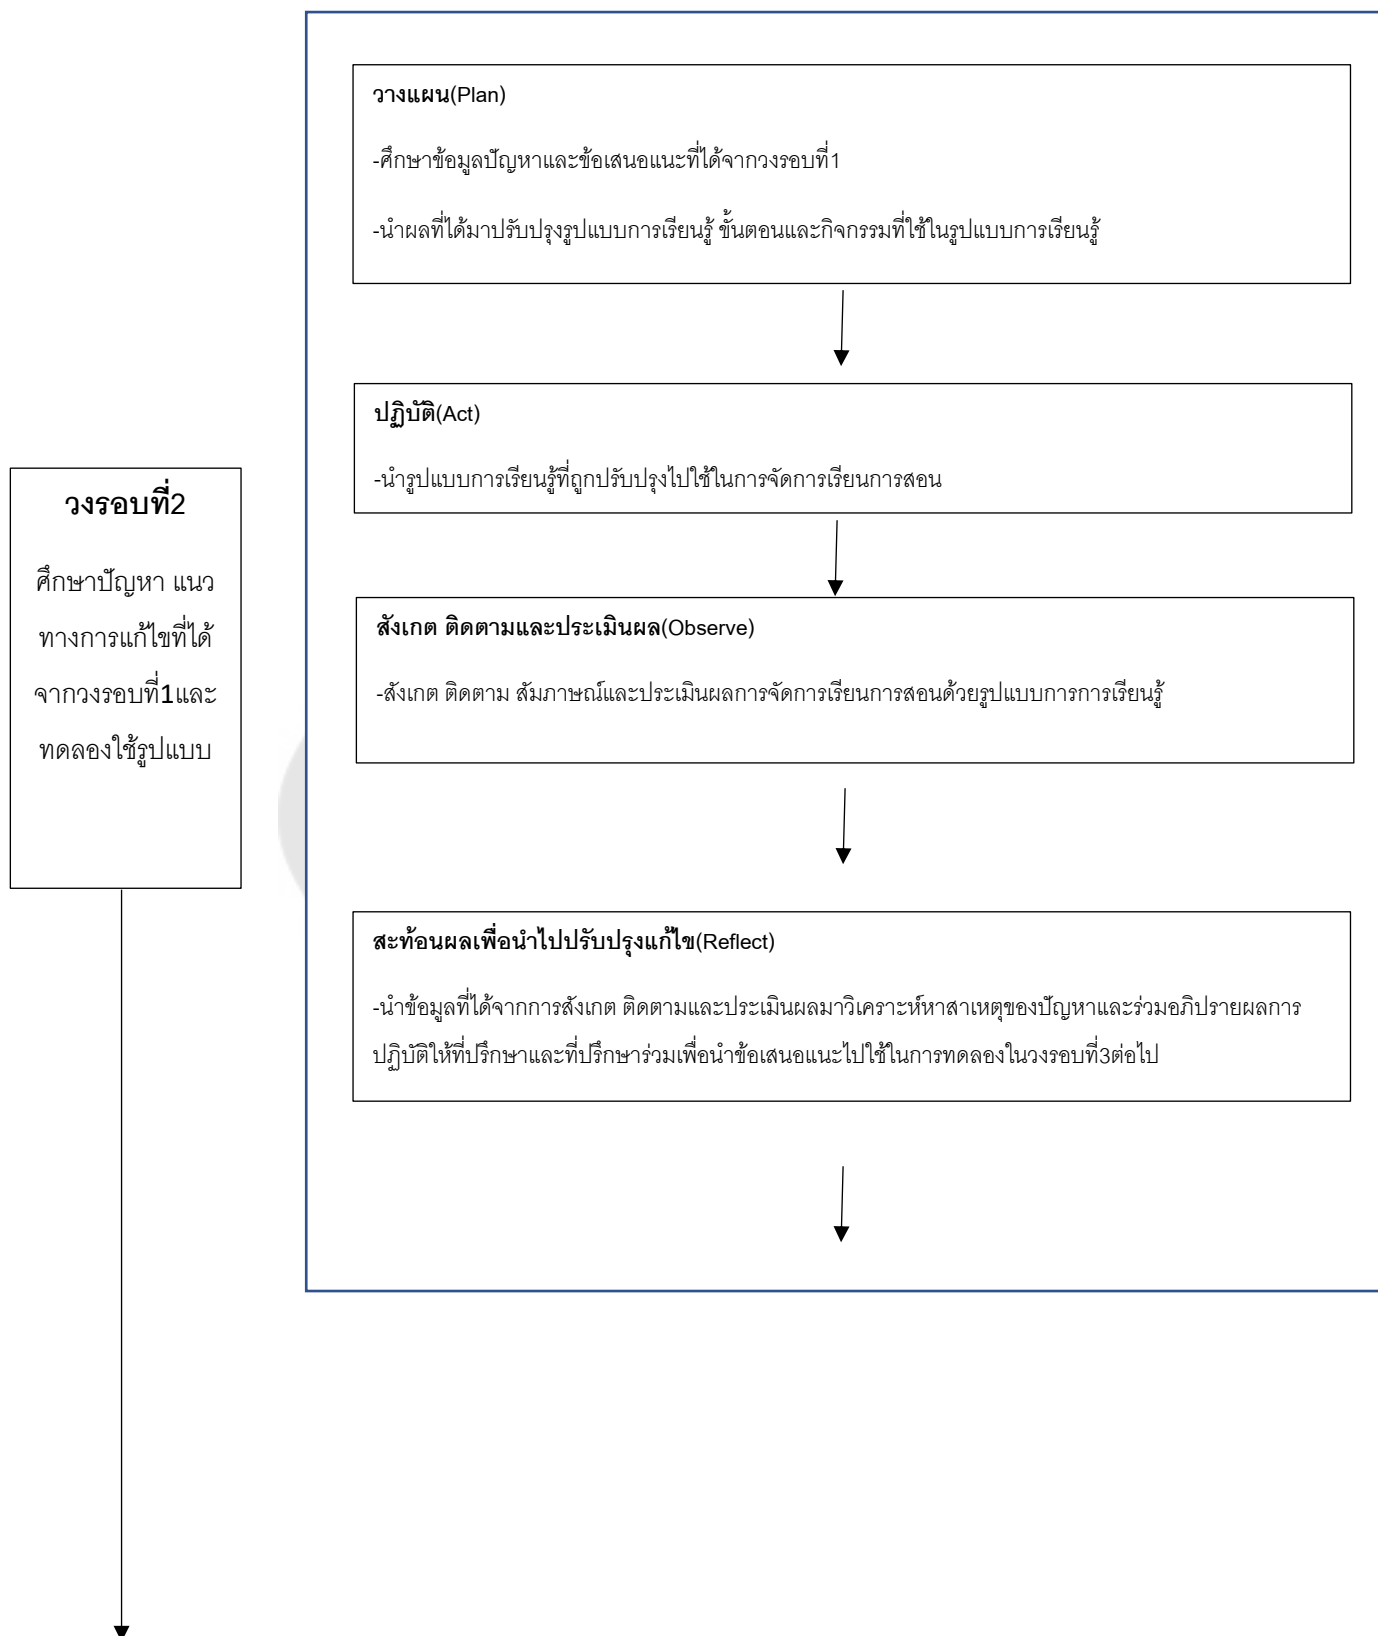 วางแผน(Plan)
-ศึกษาข้อมูลปัญหาและข้อเสนอแนะที่ได้จากวงรอบที่1
-นำผลที่ได้มาปรับปรุงรูปแบบการเรียนรู้ ขั้นตอนและกิจกรรมที่ใช้ในรูปแบบการเรียนรู้
ปฏิบัติ(Act)
-นำรูปแบบการเรียนรู้ที่ถูกปรับปรุงไปใช้ในการจัดการเรียนการสอน
วงรอบที่2
ศึกษาปัญหา แนว
ทางการแก้ไขที่ได้
จากวงรอบที่1และ
ทดลองใช้รูปแบบ
สังเกต ติดตามและประเมินผล(Observe)
-สังเกต ติดตาม สัมภาษณ์และประเมินผลการจัดการเรียนการสอนด้วยรูปแบบการการเรียนรู้
สะท้อนผลเพื่อนำไปปรับปรุงแก้ไข(Reflect)
-นำข้อมูลที่ได้จากการสังเกต ติดตามและประเมินผลมาวิเคราะห์หาสาเหตุของปัญหาและร่วมอภิปรายผลการ
ปฏิบัติให้ที่ปรึกษาและที่ปรึกษาร่วมเพื่อนำข้อเสนอแนะไปใช้ในการทดลองในวงรอบที่3ต่อไป